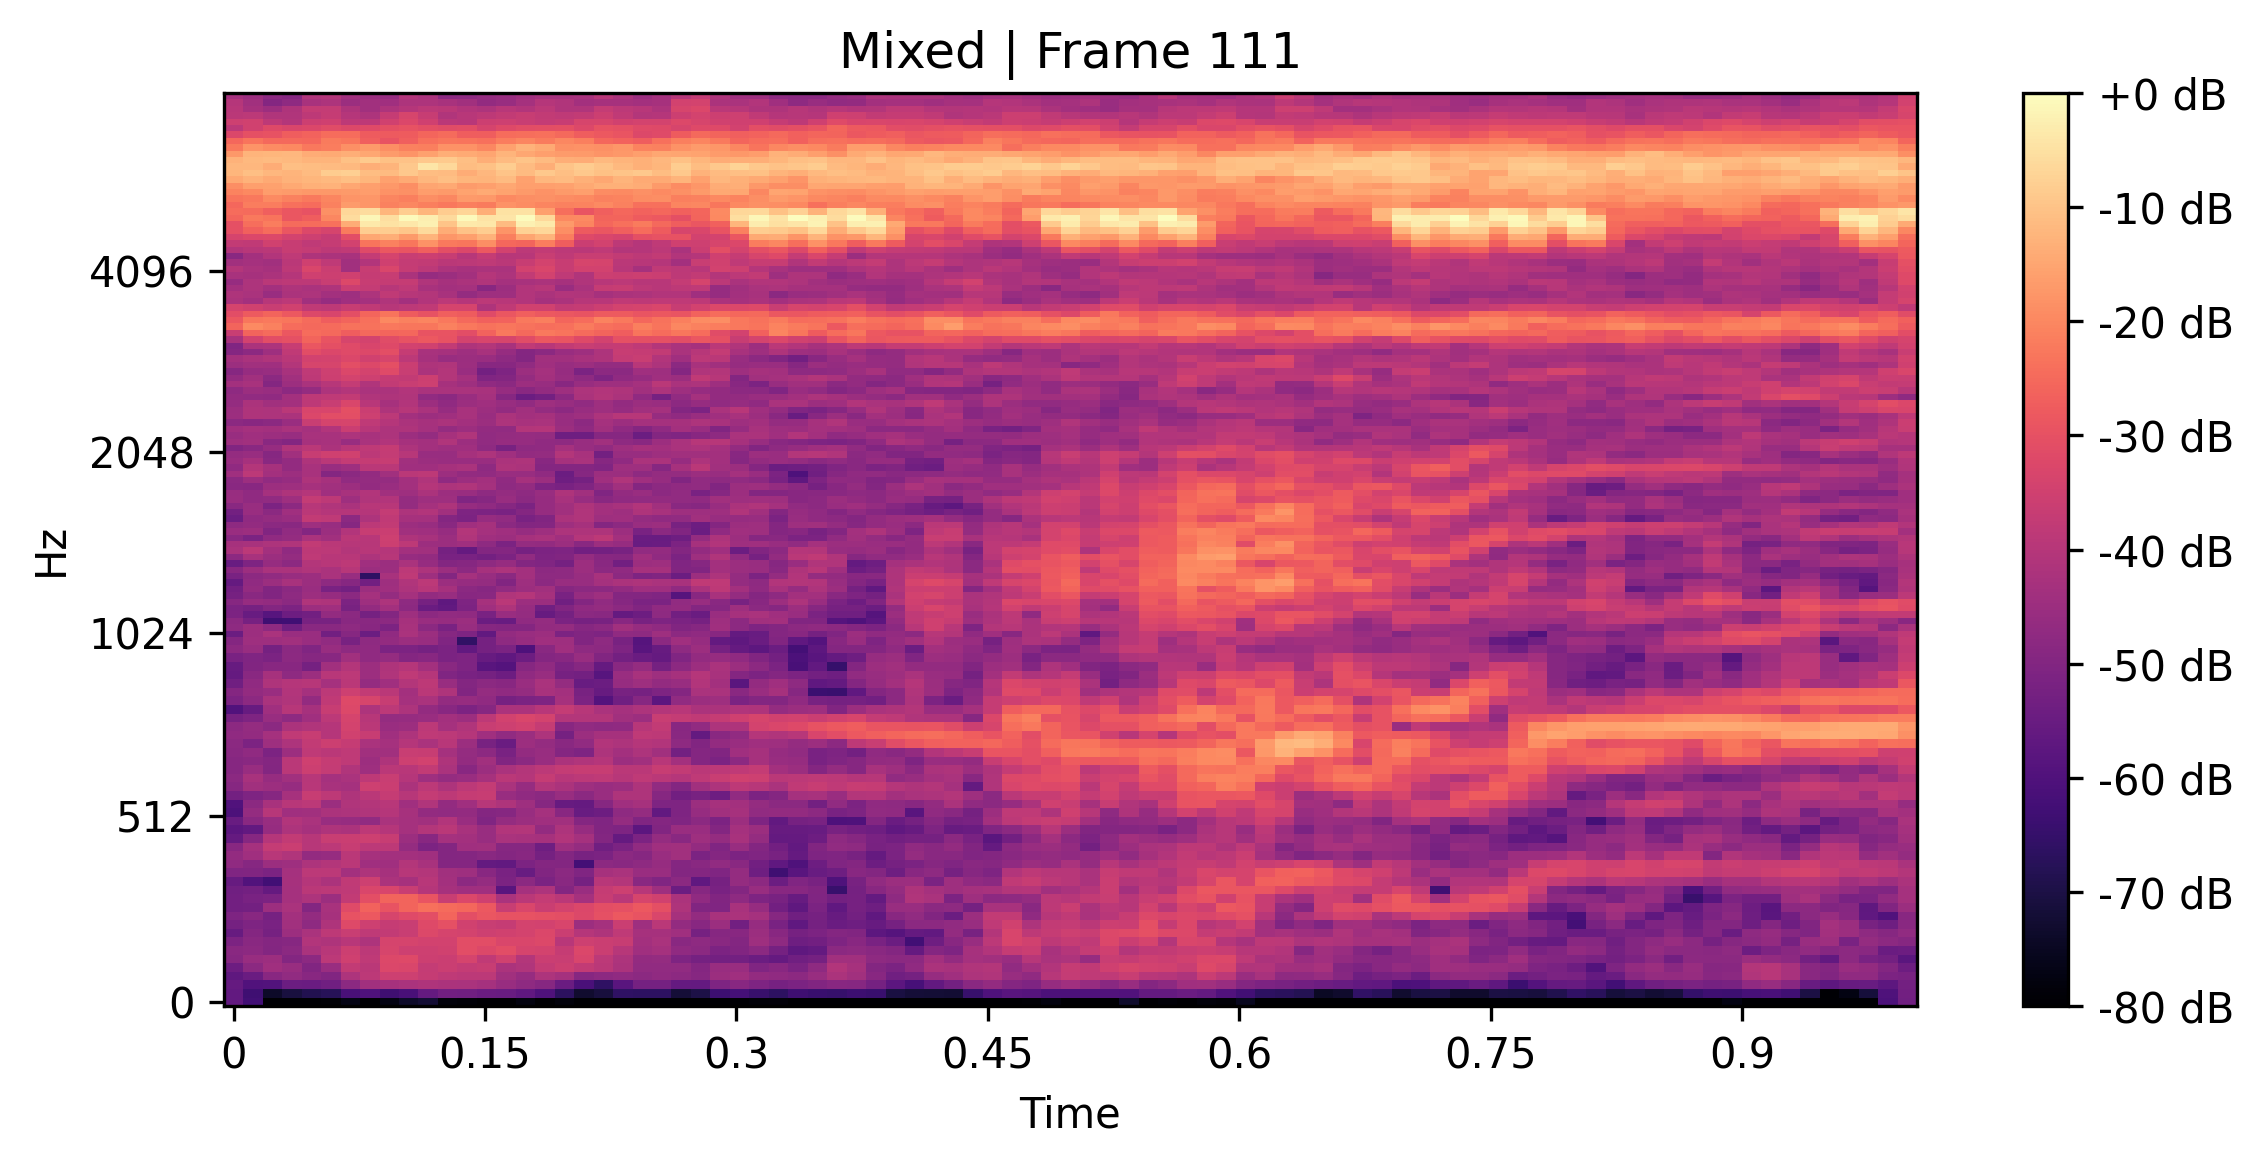 Mixed | Frame 111
Hz
4096
2048
1024
512
0
0 0.15 0.3 0.45 0.6 0.75 0.9
Time
+0 dB
-10 dB
-20 dB
-30 dB
-40 dB
-50 dB
-60 dB
-70 dB
-80 dB